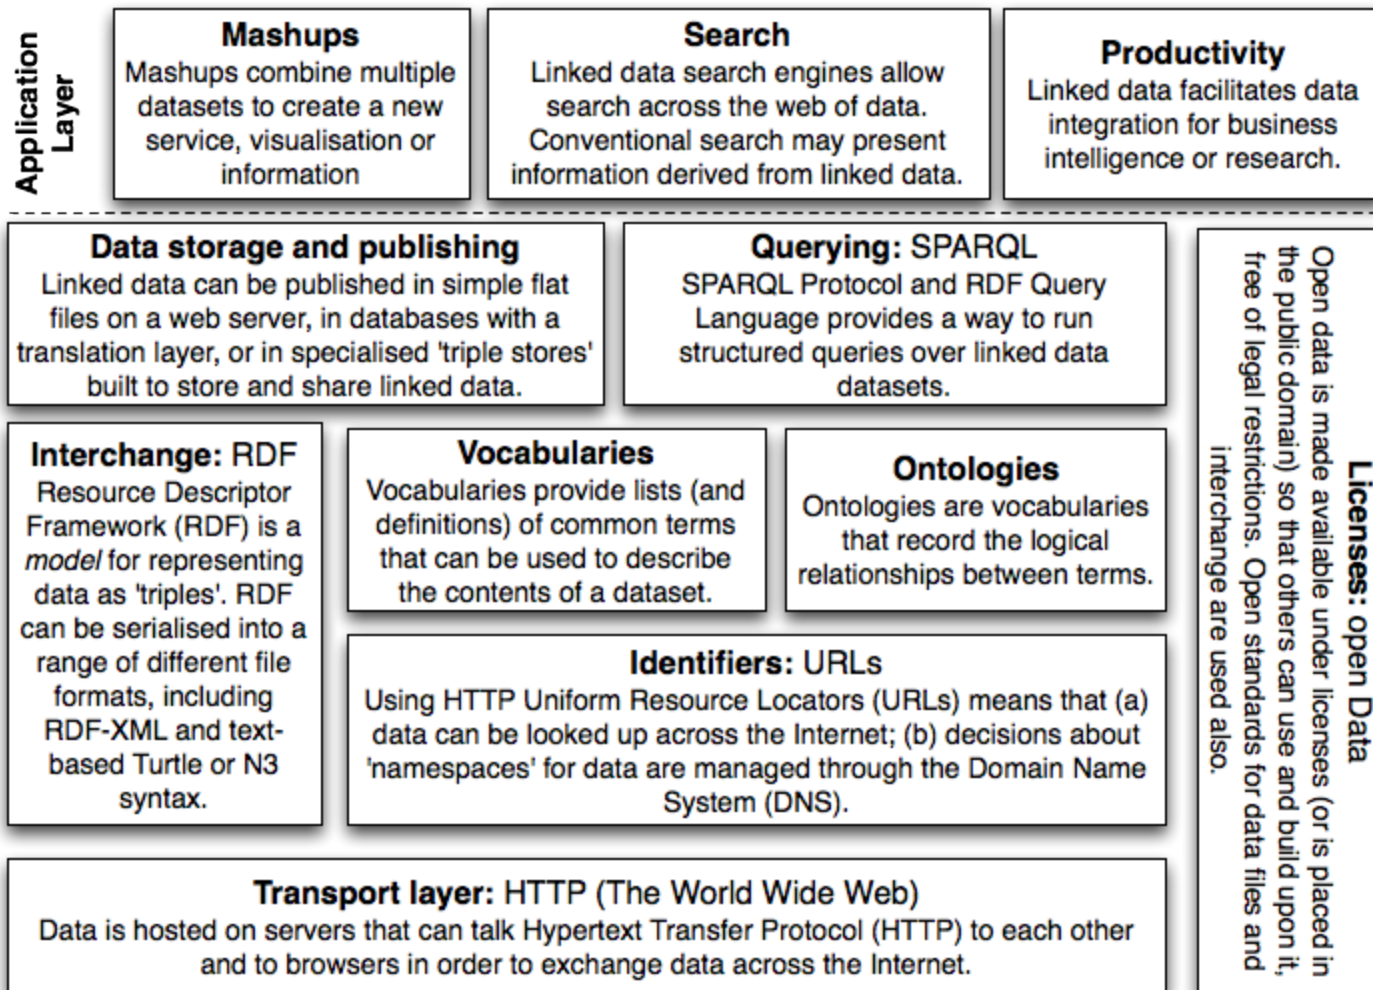 Application
Layer
Mashups
Mashups combine multiple
datasets to create a new
service, visualisation or
information
Search
Linked data search engines allow
search across the web of data.
Conventional search may present
information derived from linked data.
Productivity
Linked data facilitates data
integration for business
intelligence or research.
Data storage and publishing
Linked data can be published in simple flat
files on a web server, in databases with a
translation layer, or in specialised 'triple stores'
built to store and share linked data.
Querying: SPARQL
SPARQL Protocol and RDF Query
Language provides a way to run
structured queries over linked data
datasets.
Interchange: RDF
Resource Descriptor
Framework (RDF) is a
model for representing
data as 'triples'. RDF
can be serialised into a
range of different file
formats, including
RDF-XML and text-
based Turtle or N3
syntax.
Vocabularies
Vocabularies provide lists (and
definitions) of common terms
that can be used to describe
the contents of a dataset.
Ontologies
Ontologies are vocabularies
that record the logical
relationships between terms.
Identifiers: URLs
Using HTTP Uniform Resource Locators (URLs) means that (a)
data can be looked up across the Internet; (b) decisions about
'namespaces' for data are managed through the Domain Name
System (DNS).
Transport layer: HTTP (The World Wide Web)
Data is hosted on servers that can talk Hypertext Transfer Protocol (HTTP) to each other
and to browsers in order to exchange data across the Internet.
Licenses: open Data
Open data is made available under licenses (or is placed in
the public domain) so that others can use and build upon it,
free of legal restrictions. Open standards for data files and
interchange are used also.